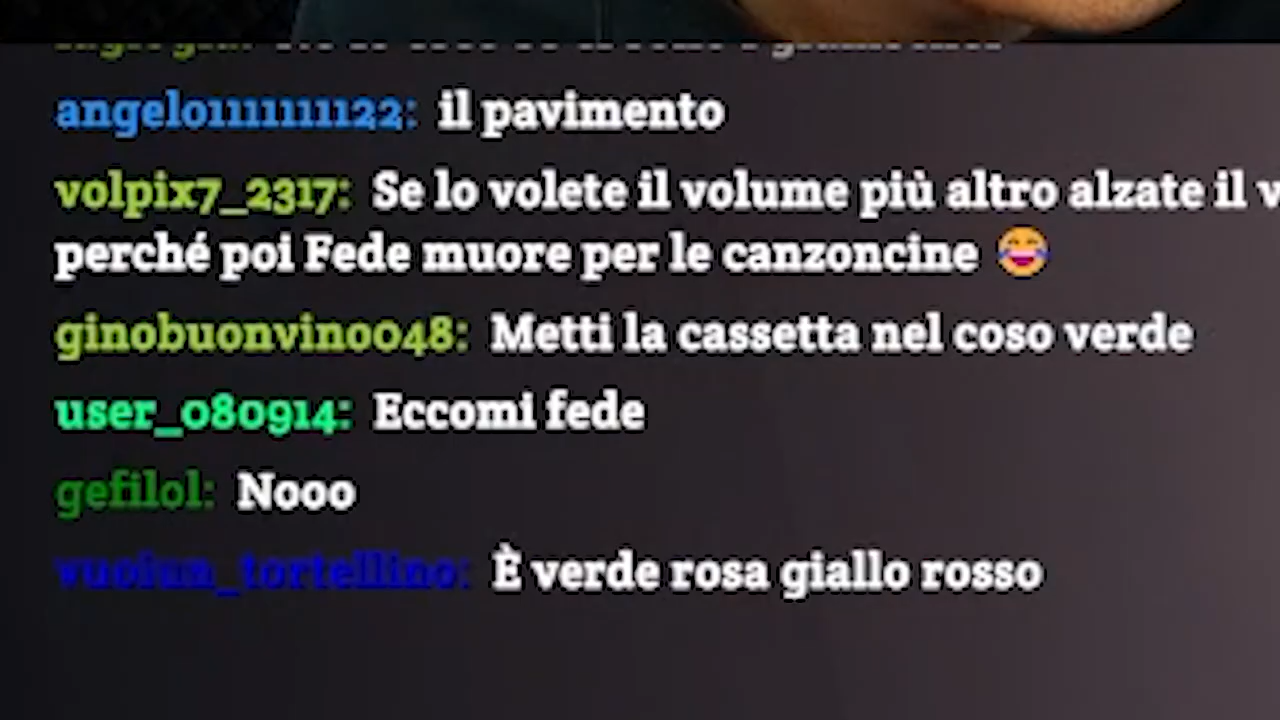 angelo1111111122: il pavimento
volpix7_2317: Se lo volete il volume più altro alzate il
perché poi Fede muore per le canzoncine 😂
ginobuonvino048: Metti la cassetta nel coso verde
user_080914: Eccomi fede
gefilol: Nooo
vuoiun_tortellino: È verde rosa giallo rosso